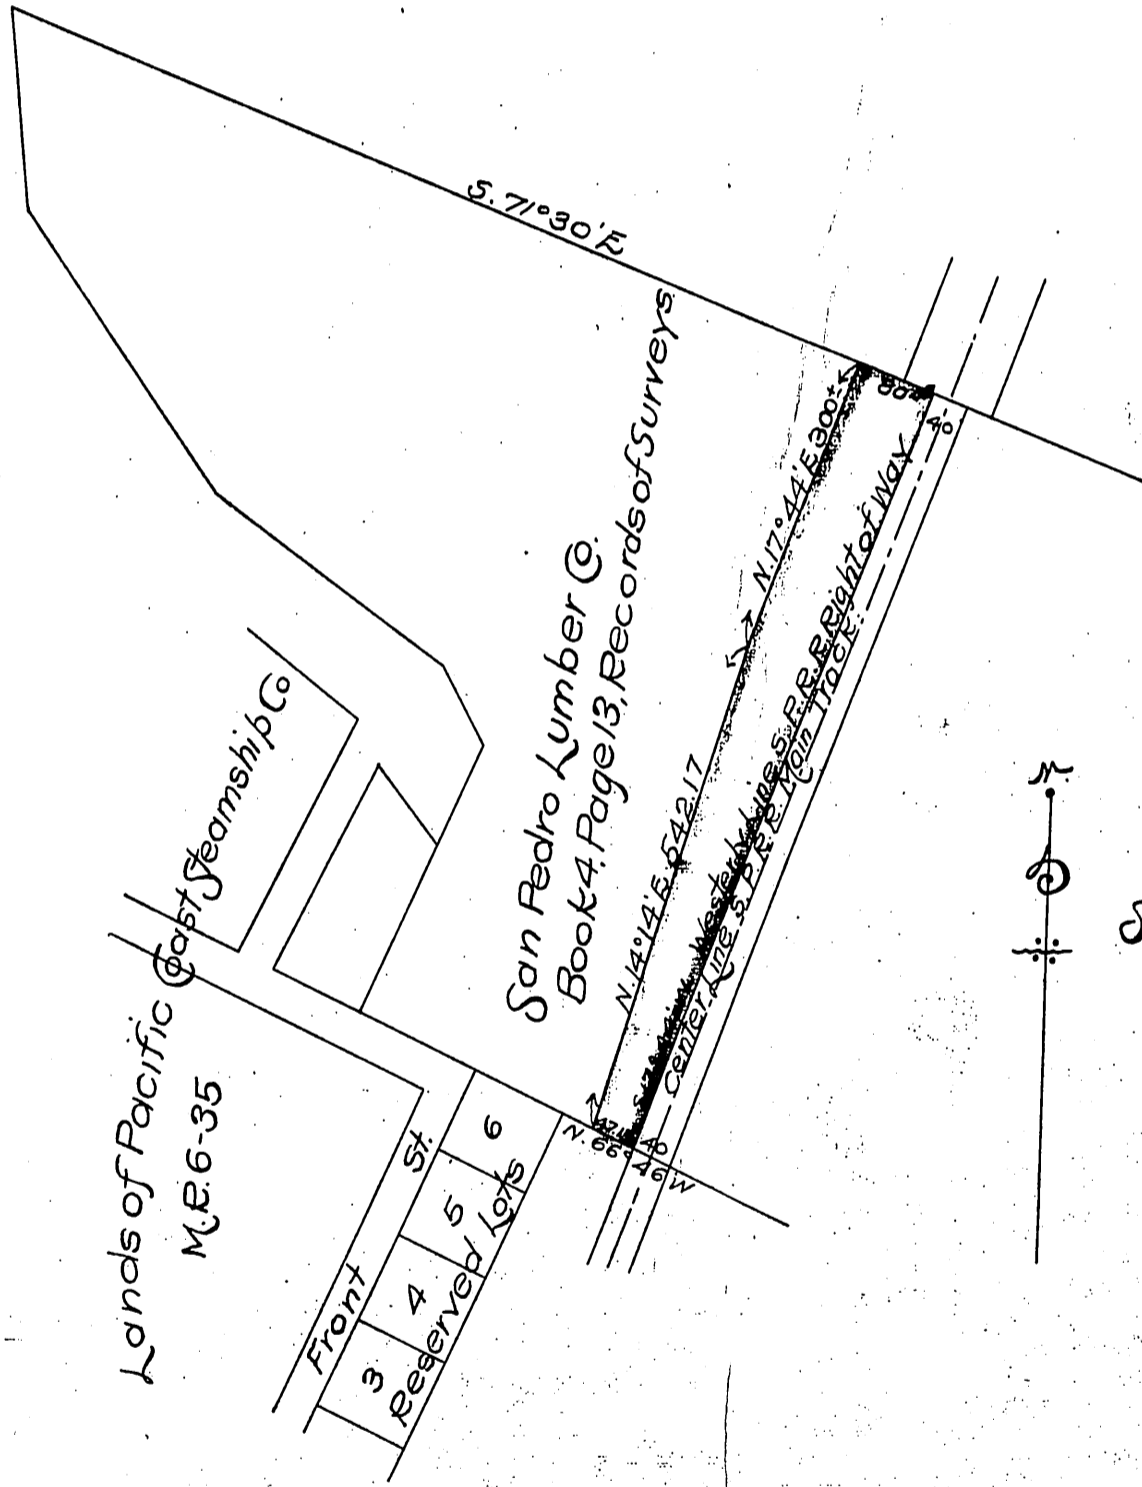 Lands of Pacific Coast Steamship Co
M.R. 6-35
Front St.
3
4
5
6
Reserved Lots
San Pedro Lumber Co.
Book 4, Page 13, Records of Surveys.
S. 71°30'E
N. 14°14'E 542.17
N. 17°44'E 300±
Westerly Line S.P.R.R. Right of Way
Center Line S.P.R.R. Main Track.
N. 66° 46' W
40
40'
N.